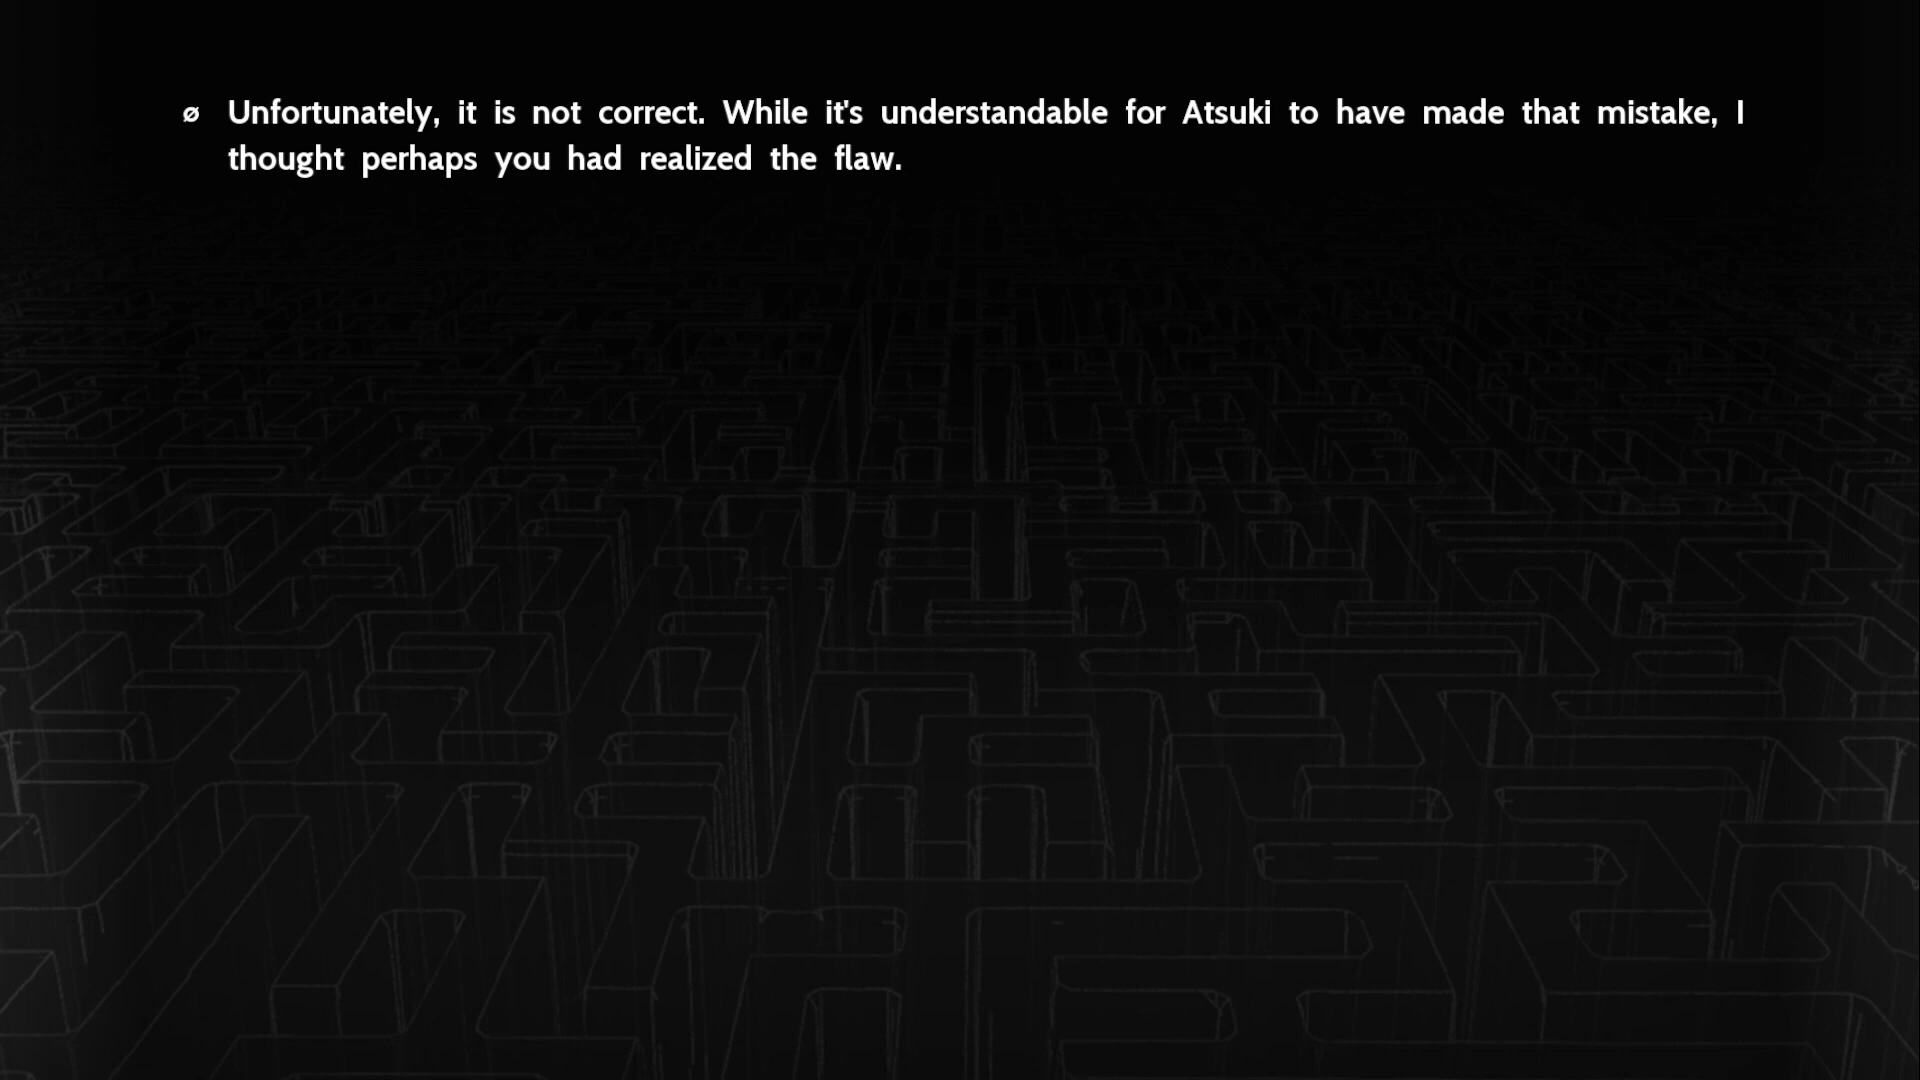 ø Unfortunately, it is not correct. While it's understandable for Atsuki to have made that mistake, I
thought perhaps you had realized the flaw.